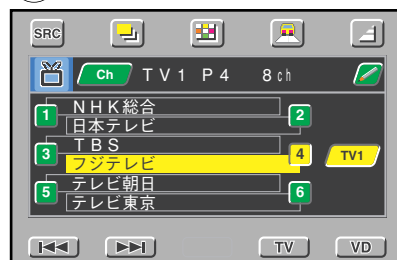 SRC
Ch TV1 P4 8ch
1 NHK総合
日本テレビ 2
3 TBS
フジテレビ 4 TV1
5 テレビ朝日
テレビ東京 6
TV VD